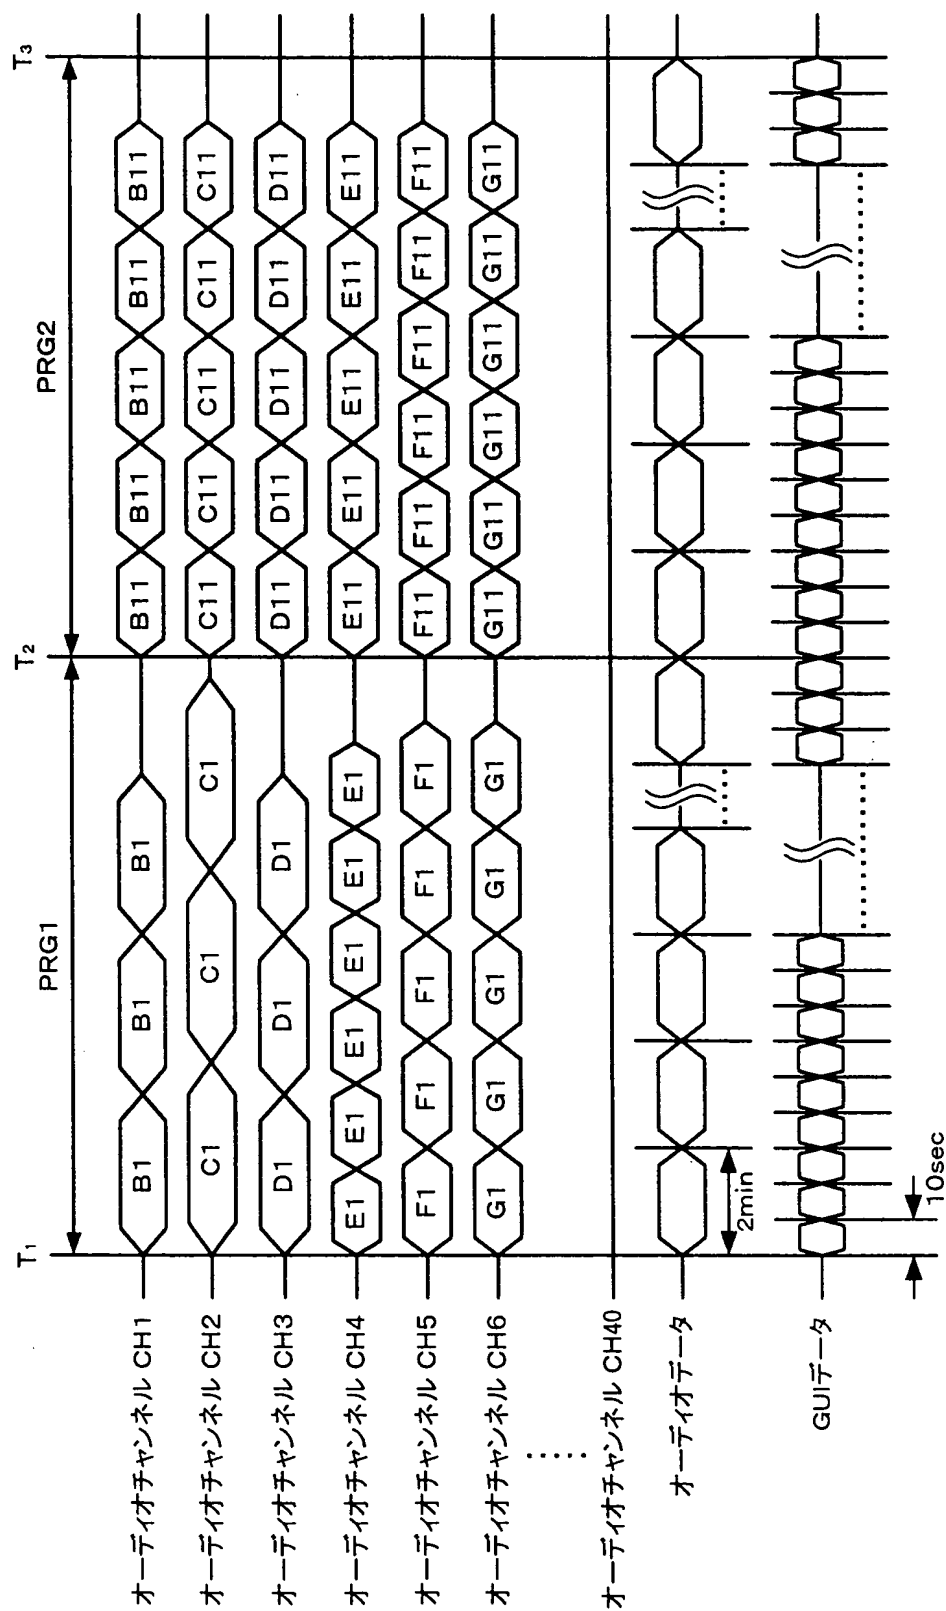 T1 T2 T3
PRG1 PRG2
オーディオチャンネル CH1 B1 B1 B1 B11 B11 B11 B11 B11
オーディオチャンネル CH2 C1 C1 C1 C11 C11 C11 C11 C11
オーディオチャンネル CH3 D1 D1 D1 D11 D11 D11 D11 D11
オーディオチャンネル CH4 E1 E1 E1 E1 E1 E1 E11 E11 E11 E11 E11
オーディオチャンネル CH5 F1 F1 F1 F1 F1 F11 F11 F11 F11 F11 F11
オーディオチャンネル CH6 G1 G1 G1 G1 G1 G11 G11 G11 G11 G11 G11
オーディオチャンネル CH40
オーディオデータ
2min
GUIデータ
10sec